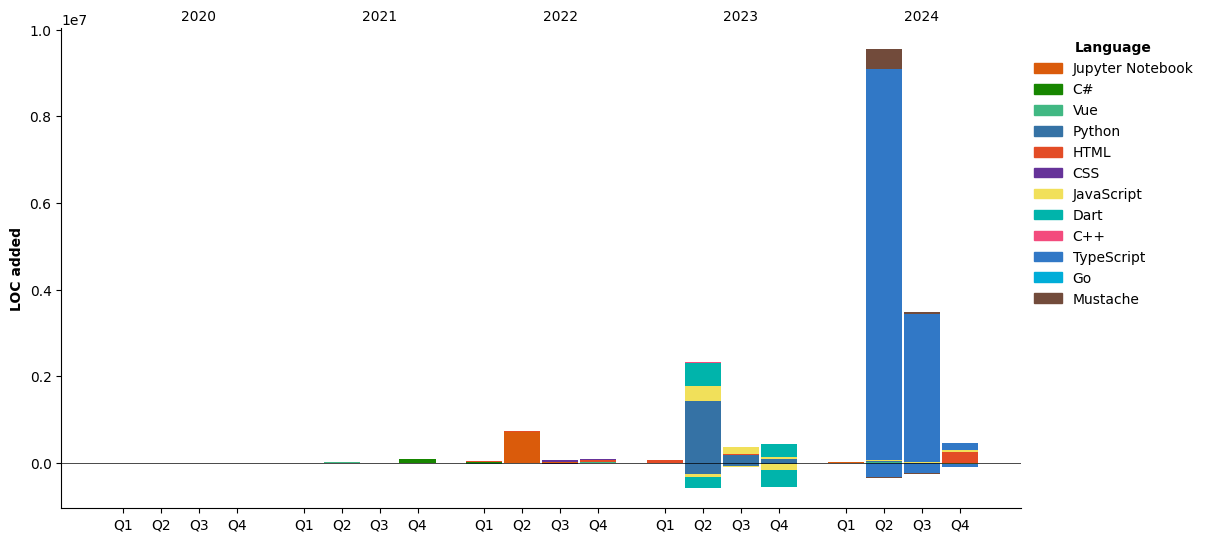 2020 2021 2022 2023 2024
1e7
1.0
0.8
0.6
0.4
0.2
0.0
LOC added
Q1 Q2 Q3 Q4 Q1 Q2 Q3 Q4 Q1 Q2 Q3 Q4 Q1 Q2 Q3 Q4 Q1 Q2 Q3 Q4
Language
Jupyter Notebook
C#
Vue
Python
HTML
CSS
JavaScript
Dart
C++
TypeScript
Go
Mustache